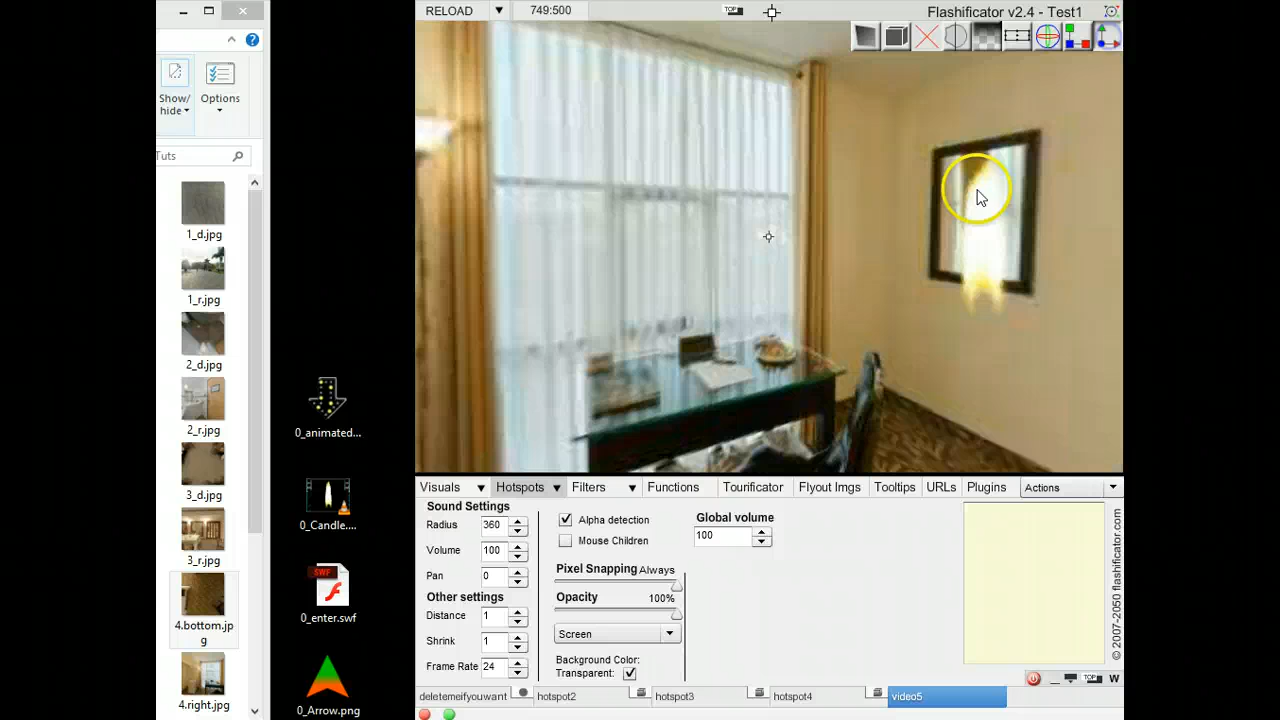 RELOAD
749:500
TOP
Flashificator v2.4 - Test1
Show/
hide
Options
Tuts
1_d.jpg
1_r.jpg
2_d.jpg
2_r.jpg
3_d.jpg
3_r.jpg
4.bottom.jp
g
4.right.jpg
0_animated...
0_Candle....
SWF
0_enter.swf
0_Arrow.png
Visuals
Hotspots
Filters
Functions
Tourificator
Flyout Imgs
Tooltips
URLs
Plugins
Actions
Sound Settings
Radius 360
Volume 100
Pan 0
Other settings
Distance 1
Shrink 1
Frame Rate 24
Alpha detection
Mouse Children
Pixel Snapping Always
Opacity 100%
Screen
Background Color:
Transparent:
Global volume
100
© 2007-2050 flashificator.com
TOP
W
deletemeifyouwant
hotspot2
hotspot3
hotspot4
video5